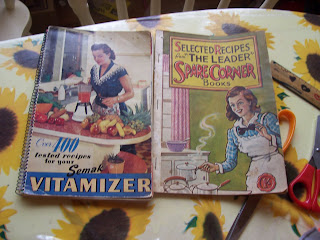 Over 100
tested recipes
for your
Semak
VITAMIZER
SELECTED RECIPES
from "THE LEADER"
SPARE CORNER
BOOKS